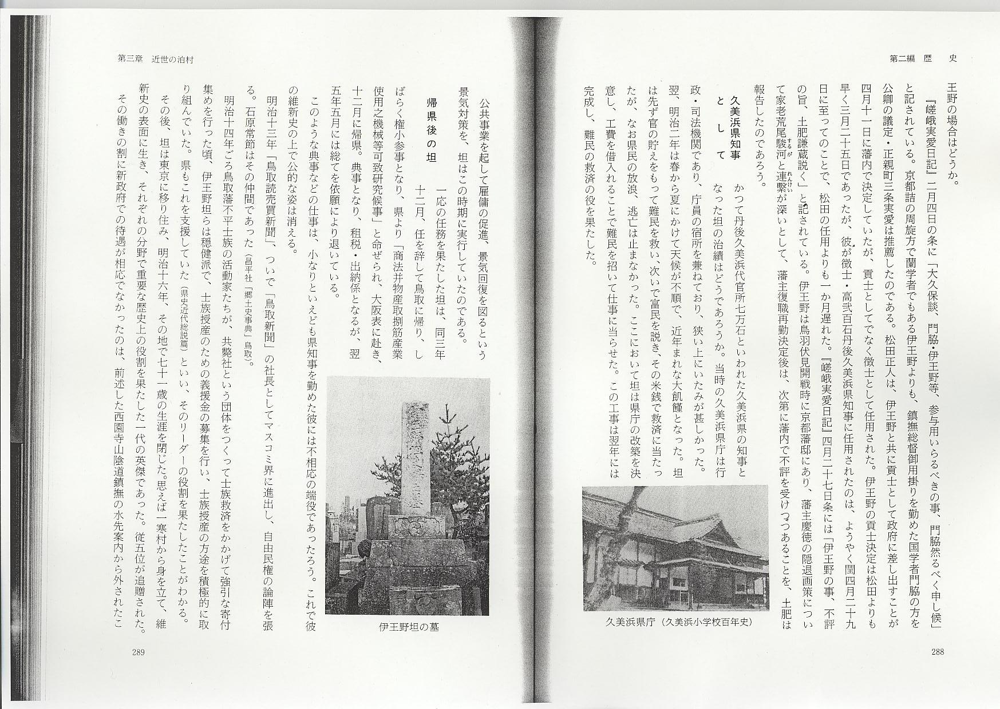 第二編　歴　史
王野の場合はどうか。
『嵯峨実愛日記』二月四日の条に「大久保談、門脇・伊王野等、参与用いらるべきの事、門脇然るべく申し候」
と記されている。京都詰の周旋方で蘭学者でもある伊王野よりも、鎮撫総督御用掛りを勤めた国学者門脇の方を
公卿の議定・正親町三条実愛は推薦したのである。松田正人は、伊王野と共に貢士として政府に差し出すことが
四月十一日に藩内で決定していたが、貢士としてでなく徴士として任用された。伊王野の貢士決定は松田よりも
早く三月二十五日であったが、彼が徴士・高弐百石丹後久美浜県知事に任用されたのは、ようやく閏四月二十九
日に至ってのことで、松田の任用よりも一か月遅れた。『嵯峨実愛日記』四月二十七日条には「伊王野の事、不評
の旨、土肥謙蔵説く」と記されている。伊王野は鳥羽伏見開戦時に京都藩邸にあり、藩主慶徳の隠退画策につい
て家老荒尾駿河と連繫が深いとして、藩主復職再勤決定後は、次第に藩内で不評を受けつつあることを、土肥は
するが
れんけい
報告したのであろう。
久美浜県知事
として
かつて丹後久美浜代官所七万石といわれた久美浜県の知事と
なった坦の治績はどうであろうか。当時の久美浜県庁は行
政・司法機関であり、庁員の宿所を兼ねており、狭い上にいたみが甚しかった。
翌、明治二年は春から夏にかけて天候が不順で、近年まれな大飢饉となった。坦
は先ず官の貯えをもって難民を救い、次いで富民を説き、その米銭で救済に当たっ
たが、なお県民の放浪、逃亡は止まなかった。ここにおいて坦は県庁の改築を決
意し、工費を借入れることで難民を招いて仕事に当らせた。この工事は翌年には
完成し、難民の救済の役を果たした。
久美浜県庁（久美浜小学校百年史）
288
第三章　近世の泊村
公共事業を起して雇傭の促進、景気回復を図るという
景気対策を、坦はこの時期に実行していたのである。
帰県後の坦
一応の任務を果たした坦は、同三年
十二月、任を辞して鳥取に帰り、し
ばらく権小参事となり、県より「商法并物産取捌筋産業
使用之機械等可致研究候事」と命ぜられ、大阪表に赴き、
十二月に帰県。典事となり、租税・出納係となるが、翌
五年五月には総てを依願により退いている。
このような典事などの仕事は、小なりといえども県知事を勤めた彼には不相応の端役であったろう。これで彼
の維新史の上で公的な姿は消える。
明治十三年「鳥取読売買新聞」、ついで「鳥取新聞」の社長としてマスコミ界に進出し、自由民権の論陣を張
る。石原常節はその仲間であった（昌平社「郷土史事典」鳥取）。
明治十四年ごろ鳥取藩不平士族の活動家たちが、共斃社という団体をつくって士族救済をかかげて強引な寄付
集めを行った頃、伊王野坦らは穏健派で、士族授産のための義援金の募集を行い、士族授産の方途を積極的に取
り組んでいた。県もこれを支援していた（県史近代総説篇）といい、そのリーダーの役割を果たしたことがわかる。
その後、坦は東京に移り住み、明治十六年、その地で七十一歳の生涯を閉じた。思えば一寒村から身を立て、維
新史の表面に生き、それぞれの分野で重要な歴史上の役割を果たした一代の英傑であった。従五位が追贈された。
その働きの割に新政府での待遇が相応でなかったのは、前述した西園寺山陰道鎮撫の水先案内から外されたこ
伊王野坦の墓
289